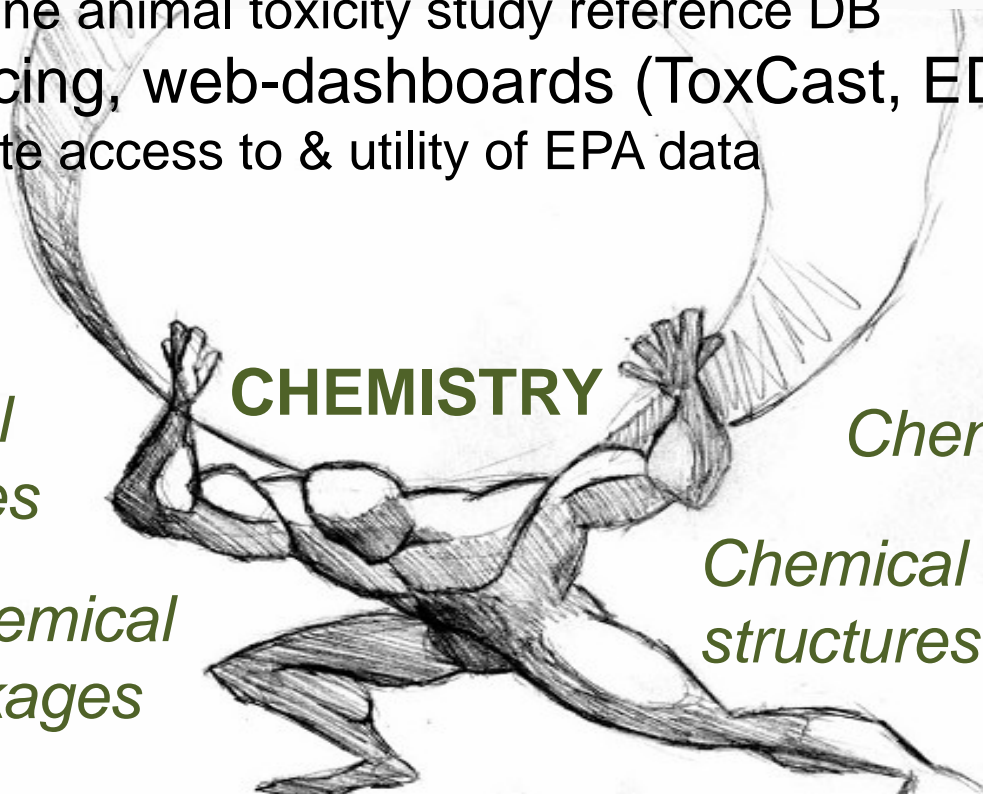 ne animal toxicity study reference DB
cing, web-dashboards (ToxCast, ED
te access to & utility of EPA data
CHEMISTRY
l
es
Chem
Chemical
structures
emical
kages